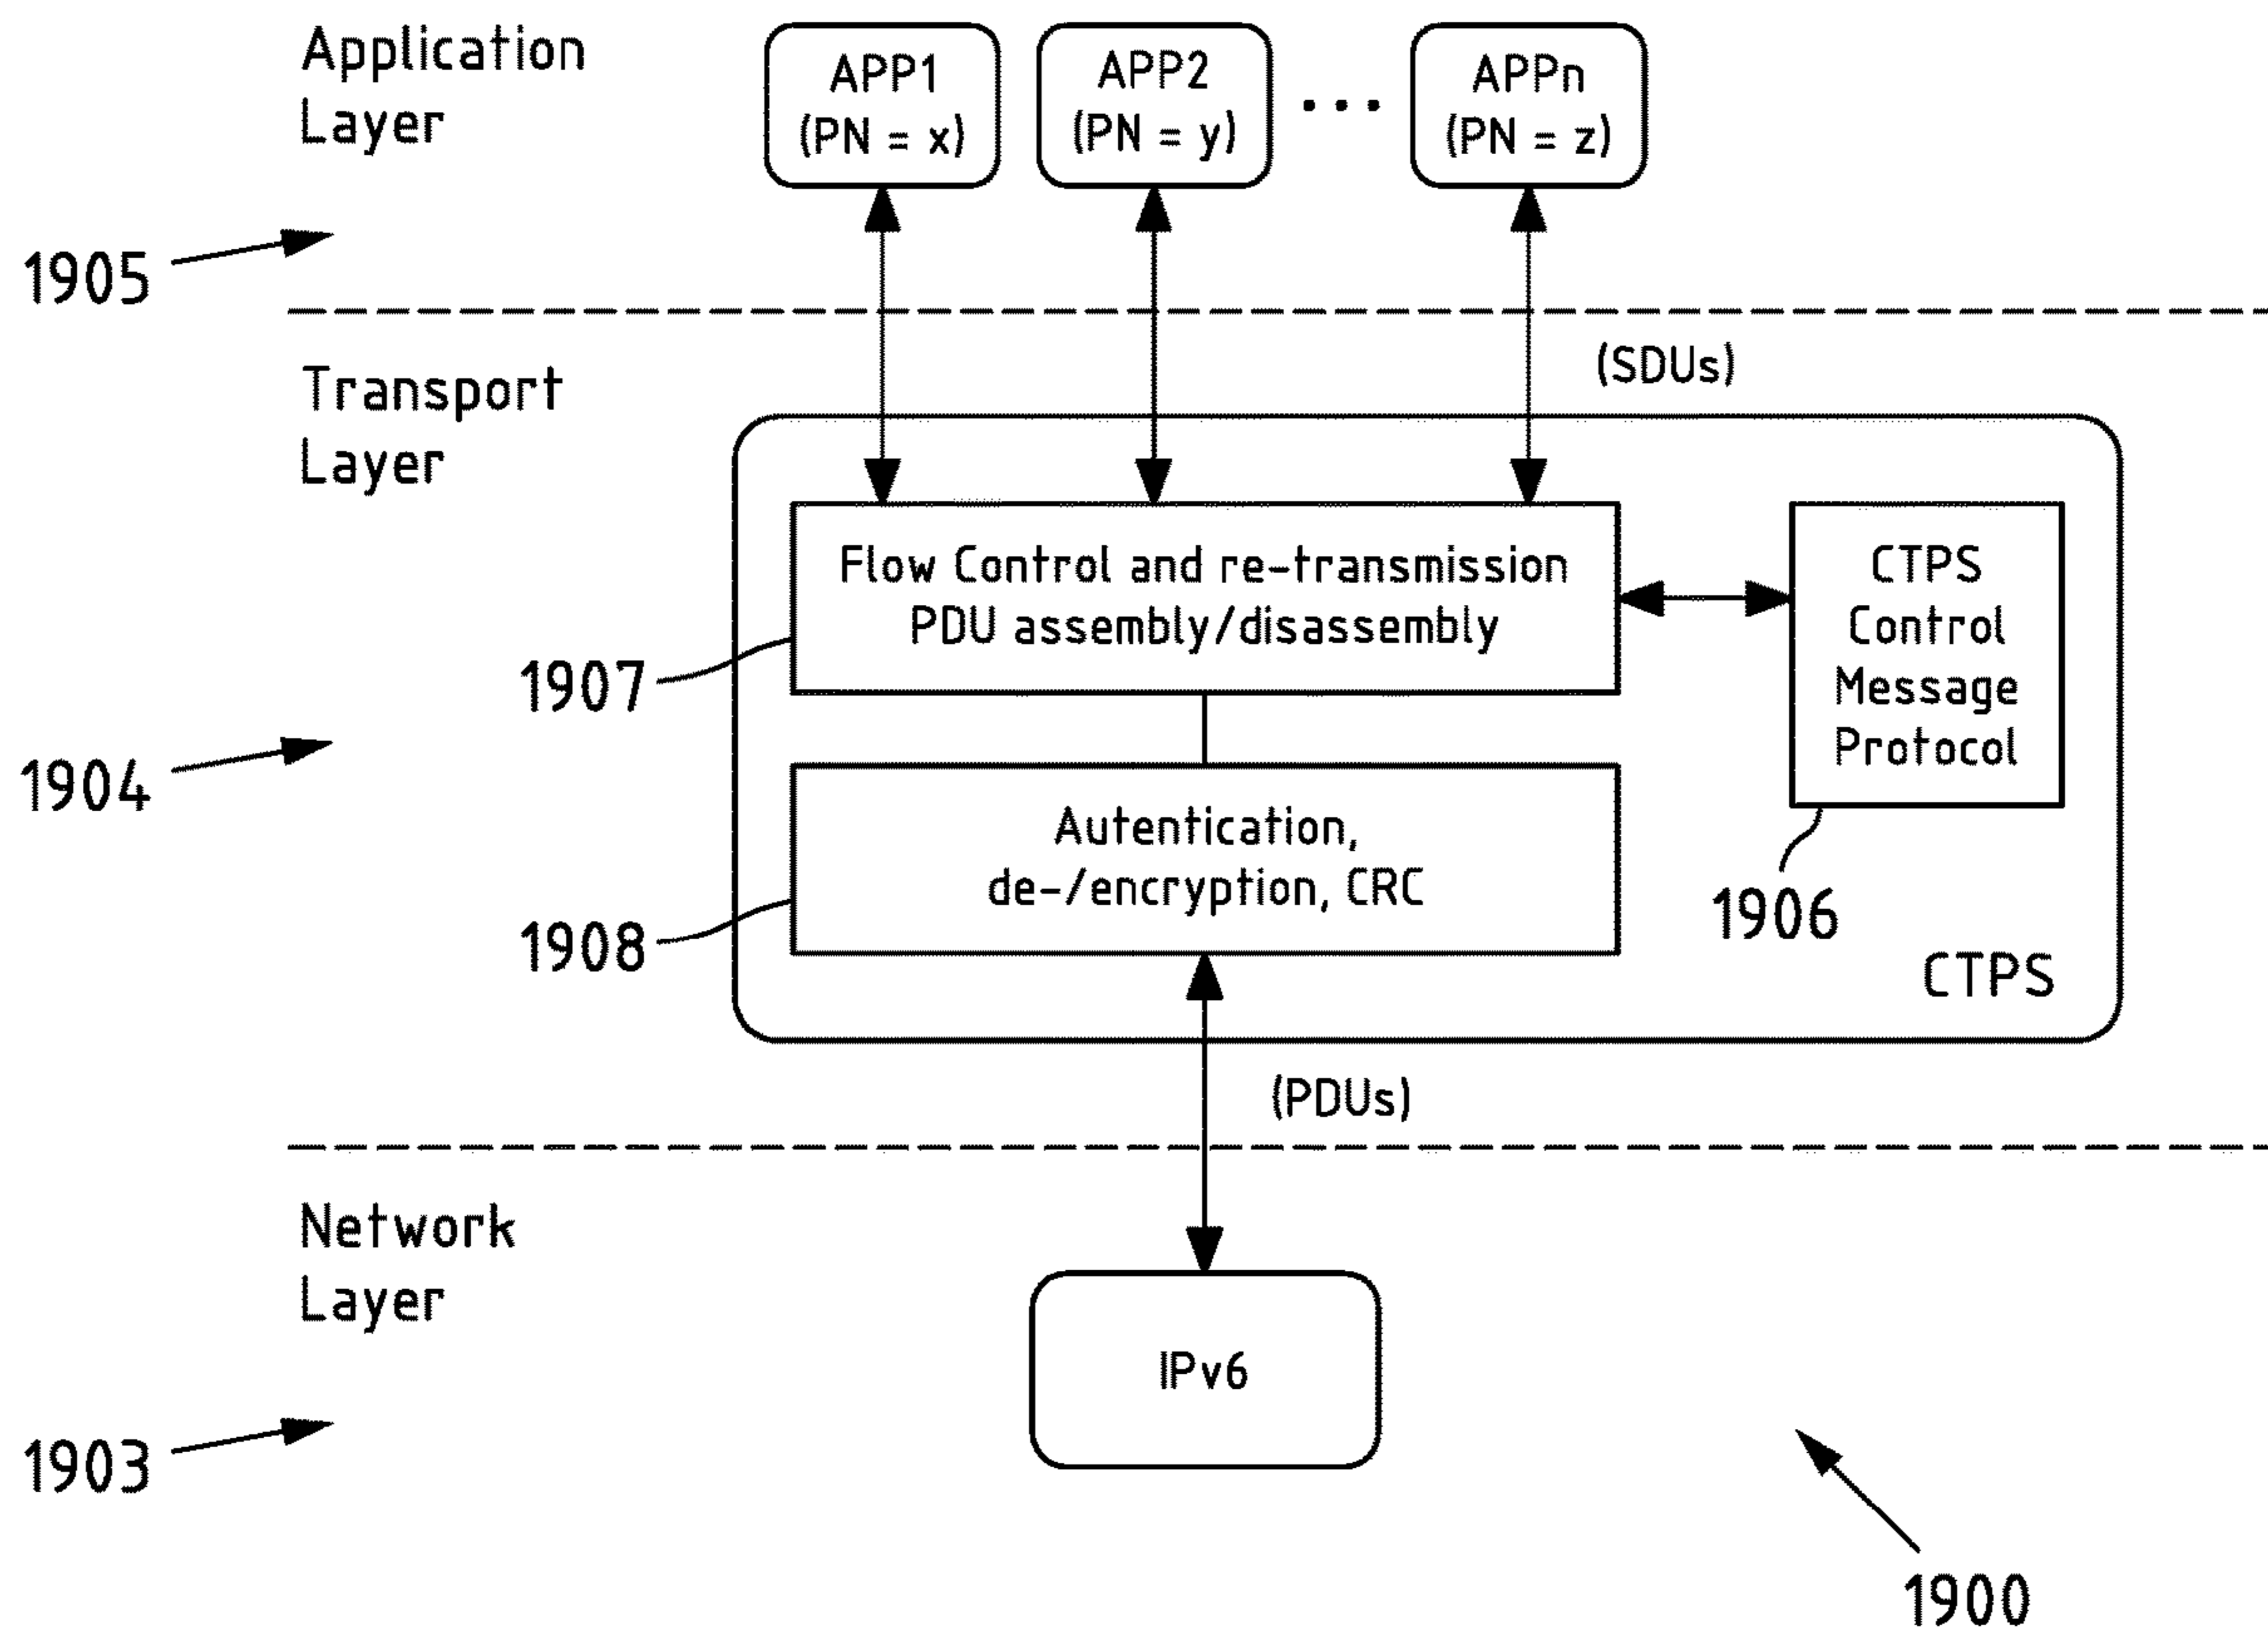 Application
Layer
APP1
(PN = x)
APP2
(PN = y)
...
APPn
(PN = z)
1905
(SDUs)
Transport
Layer
Flow Control and re-transmission
PDU assembly/disassembly
CTPS
Control
Message
Protocol
1907
1904
Autentication,
de-/encryption, CRC
1906
1908
CTPS
(PDUs)
Network
Layer
IPv6
1903
1900